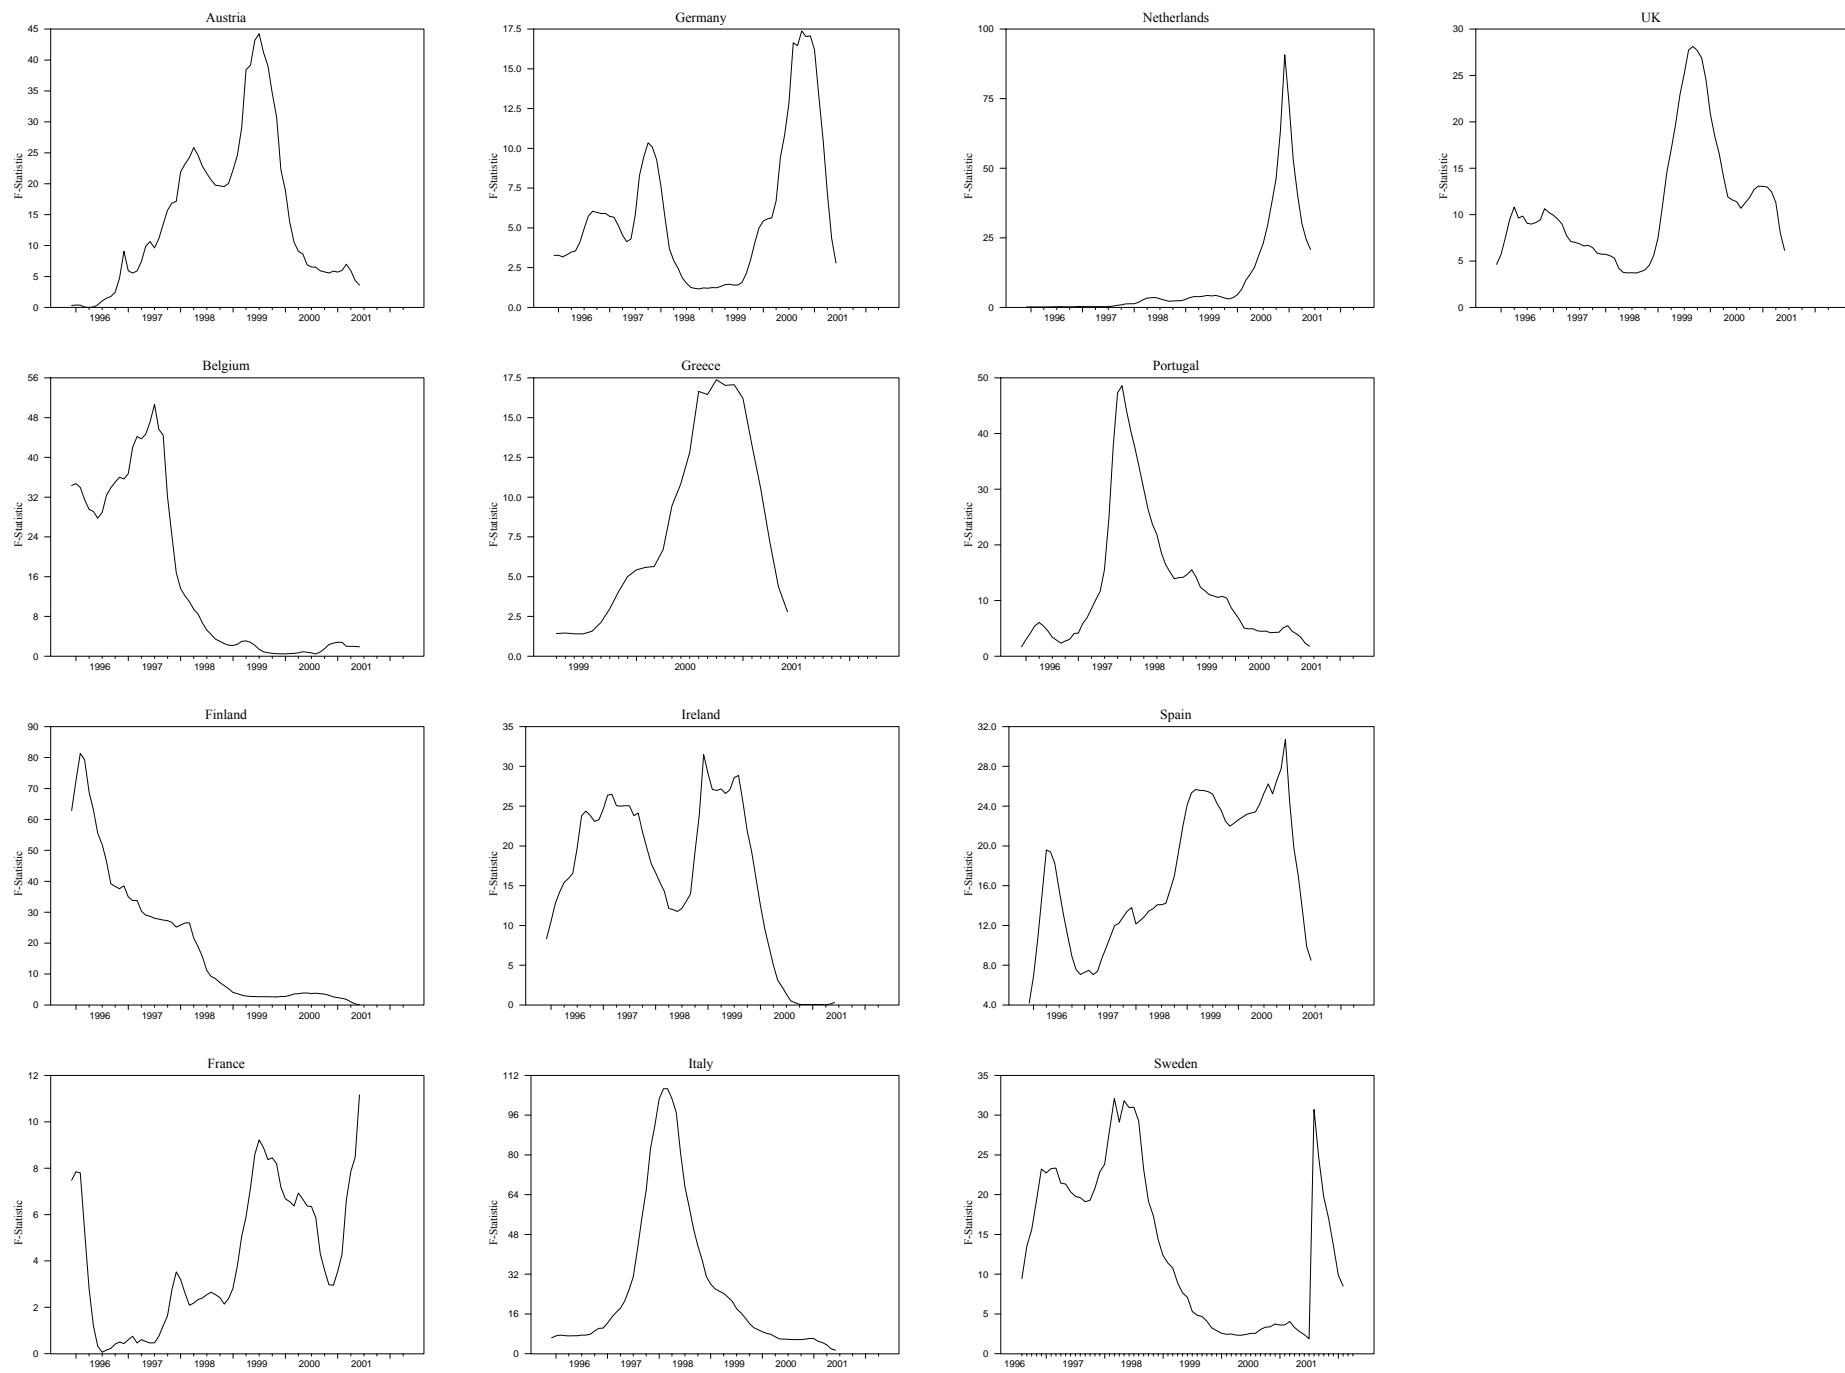 Austria
F-Statistic
45
40
35
30
25
20
15
10
5
0
1996 1997 1998 1999 2000 2001
Germany
F-Statistic
17.5
15.0
12.5
10.0
7.5
5.0
2.5
0.0
1996 1997 1998 1999 2000 2001
Netherlands
F-Statistic
100
75
50
25
0
1996 1997 1998 1999 2000 2001
UK
F-Statistic
30
25
20
15
10
5
0
1996 1997 1998 1999 2000 2001
Belgium
F-Statistic
56
48
40
32
24
16
8
0
1996 1997 1998 1999 2000 2001
Greece
F-Statistic
17.5
15.0
12.5
10.0
7.5
5.0
2.5
0.0
1999 2000 2001
Portugal
F-Statistic
50
40
30
20
10
0
1996 1997 1998 1999 2000 2001
Finland
F-Statistic
90
80
70
60
50
40
30
20
10
0
1996 1997 1998 1999 2000 2001
Ireland
F-Statistic
35
30
25
20
15
10
5
0
1996 1997 1998 1999 2000 2001
Spain
F-Statistic
32.0
28.0
24.0
20.0
16.0
12.0
8.0
4.0
1996 1997 1998 1999 2000 2001
France
F-Statistic
12
10
8
6
4
2
0
1996 1997 1998 1999 2000 2001
Italy
F-Statistic
112
96
80
64
48
32
16
0
1996 1997 1998 1999 2000 2001
Sweden
F-Statistic
35
30
25
20
15
10
5
0
1996 1997 1998 1999 2000 2001